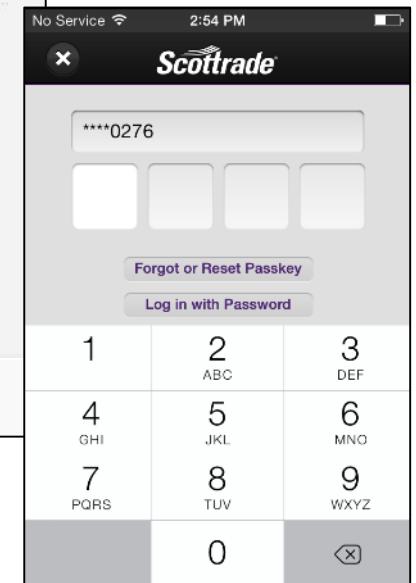 No Service 2:54 PM
Scottrade
****0276
Forgot or Reset Passkey
Log in with Password
1 2 3
ABC DEF
4 5 6
GHI JKL MNO
7 8 9
PQRS TUV WXYZ
0